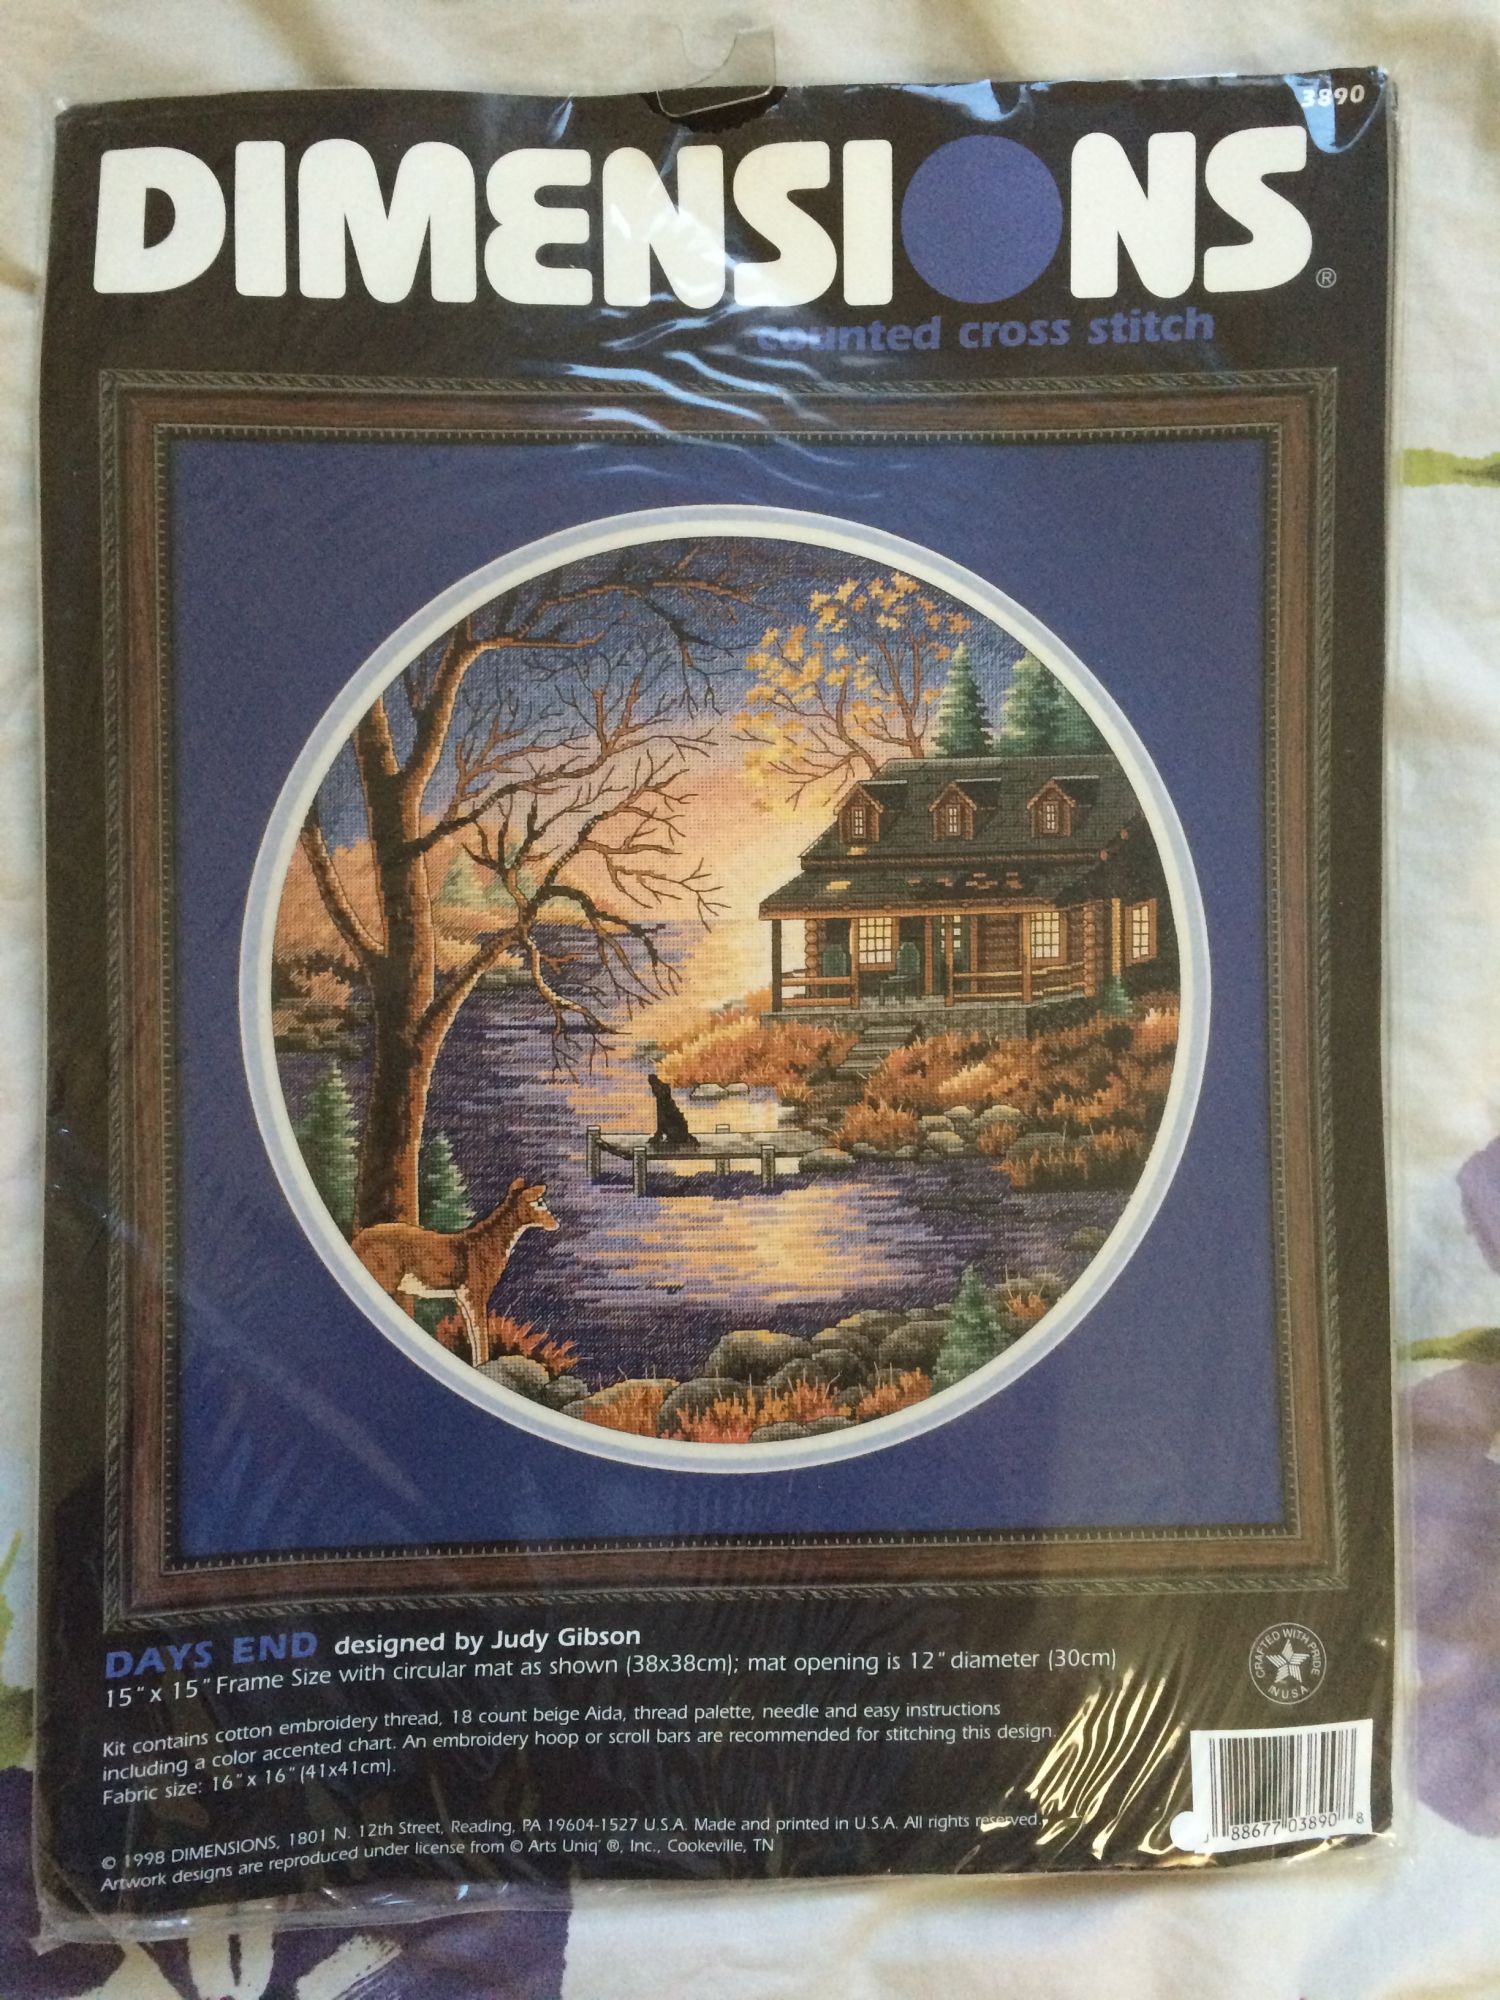 3890
DIMENSIONS®
counted cross stitch
DAYS END designed by Judy Gibson
15" x 15" Frame Size with circular mat as shown (38x38cm); mat opening is 12" diameter (30cm)
Kit contains cotton embroidery thread, 18 count beige Aida, thread palette, needle and easy instructions
including a color accented chart. An embroidery hoop or scroll bars are recommended for stitching this design.
Fabric size: 16" x 16" (41x41cm).
© 1998 DIMENSIONS, 1801 N. 12th Street, Reading, PA 19604-1527 U.S.A. Made and printed in U.S.A. All rights reserved.
Artwork designs are reproduced under license from © Arts Uniq' ®, Inc., Cookeville, TN
CRAFTED WITH PRIDE
IN U.S.A.
88677 03890 8